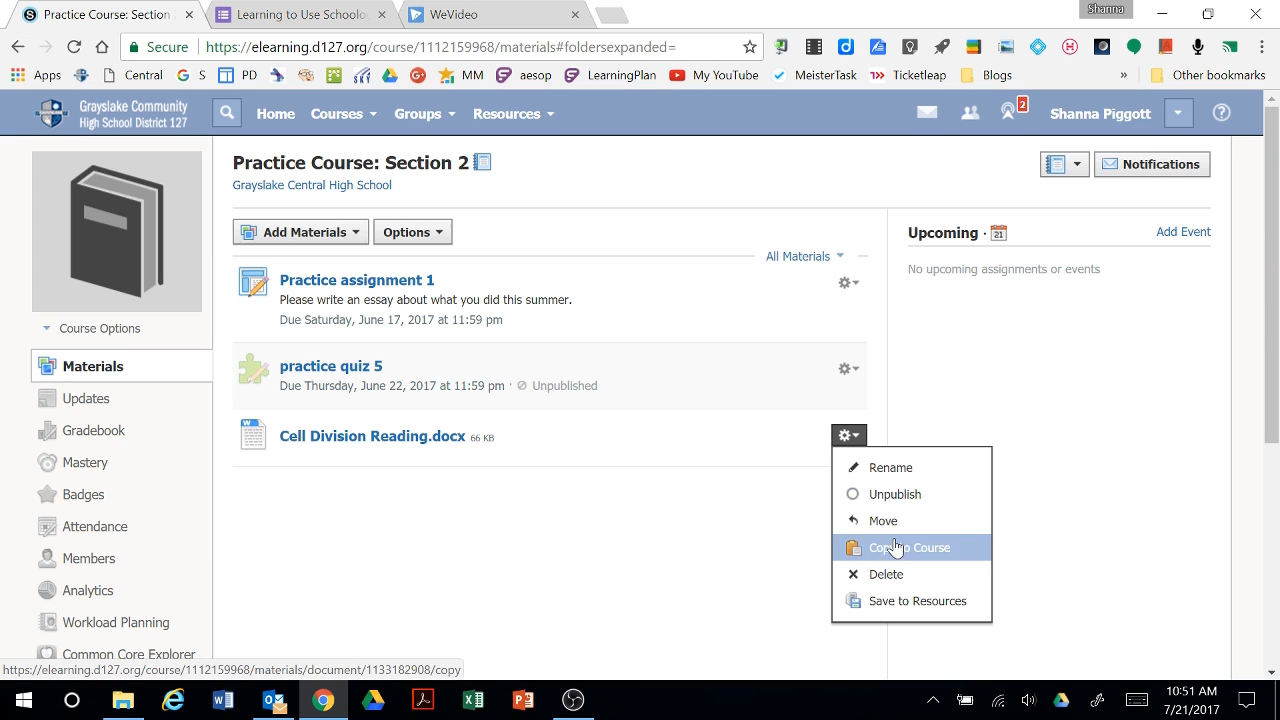 Shanna
Practice Course: Section
Learning to Use Schoolo
WeVideo
Secure
https://elearning.d127.org/course/1112159968/materials#foldersexpanded=
Apps
Central
S
PD
MM
aesop
LearningPlan
My YouTube
MeisterTask
TicketLeap
Blogs
»
Other bookmarks
Grayslake Community
High School District 127
Home
Courses
Groups
Resources
2
Shanna Piggott
Practice Course: Section 2
Notifications
Grayslake Central High School
Add Materials
Options
Upcoming ·
21
Add Event
All Materials
No upcoming assignments or events
Practice assignment 1
Please write an essay about what you did this summer.
Due Saturday, June 17, 2017 at 11:59 pm
Course Options
practice quiz 5
Due Thursday, June 22, 2017 at 11:59 pm · Unpublished
Cell Division Reading.docx 66 KB
Materials
Updates
Gradebook
Mastery
Badges
Attendance
Members
Analytics
Workload Planning
Common Core Explorer
Rename
Unpublish
Move
Copy to Course
Delete
Save to Resources
https://elearning.d127.org/course/1112159968/materials/document/1133182908/copy
10:51 AM
7/21/2017